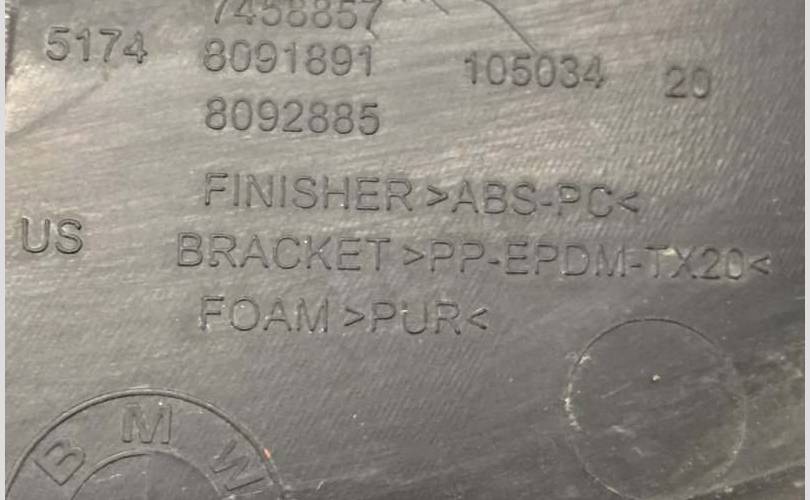 7458857
5174 8091891 105034 20
8092885
FINISHER >ABS-PC<
US BRACKET >PP-EPDM-TX20<
FOAM >PUR<
BMW